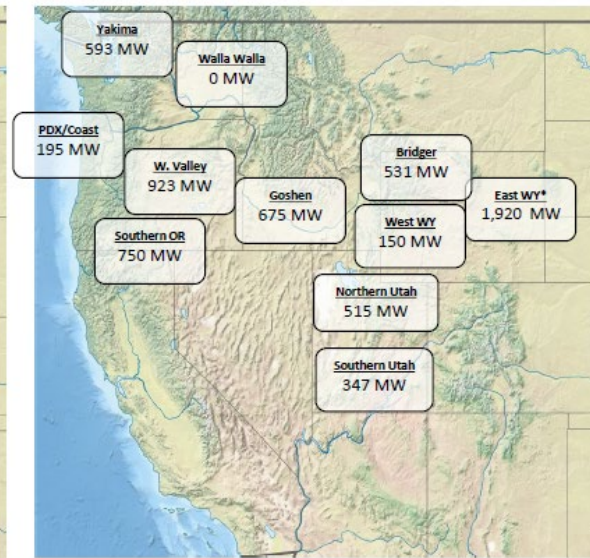 Yakima
593 MW
Walla Walla
0 MW
PDX/Coast
195 MW
W. Valley
923 MW
Southern OR
750 MW
Goshen
675 MW
Bridger
531 MW
East WY*
1,920 MW
West WY
150 MW
Northern Utah
515 MW
Southern Utah
347 MW